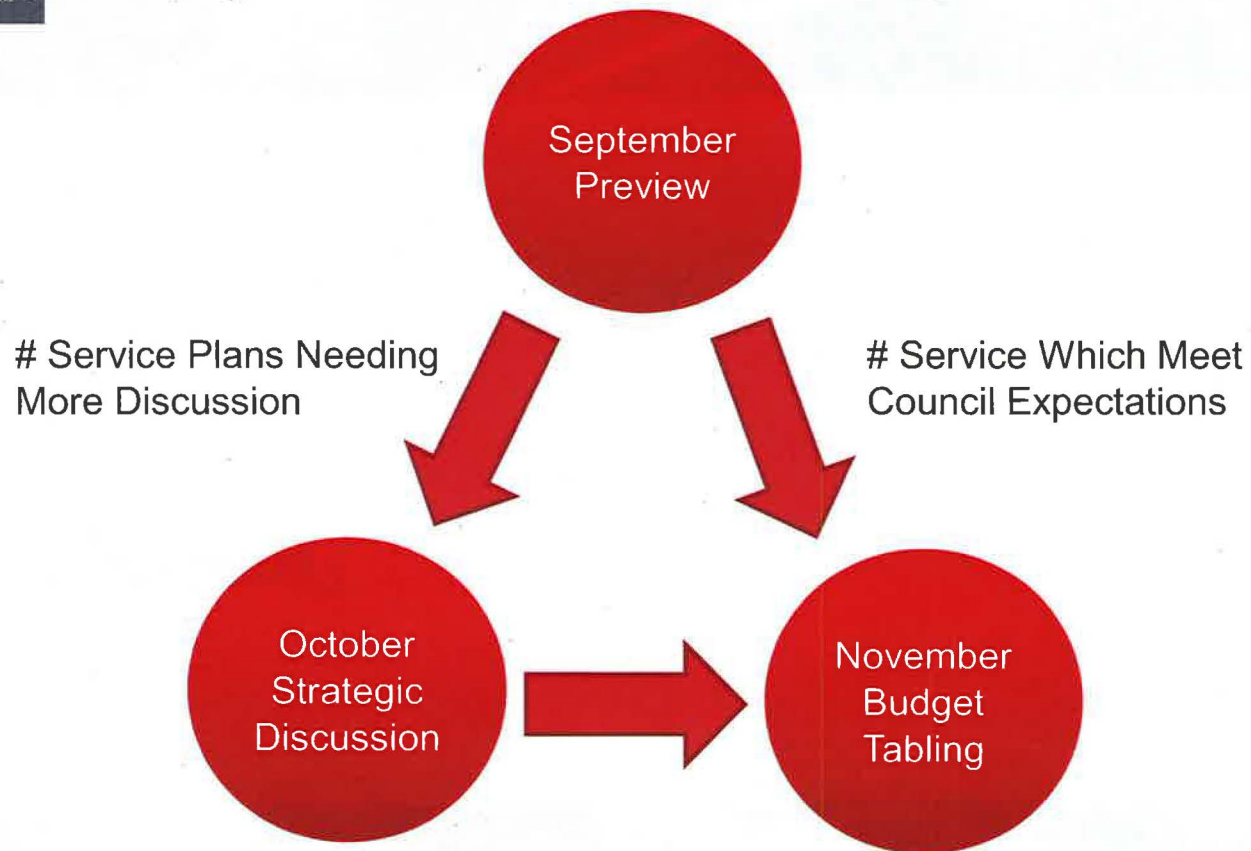 September
Preview
# Service Plans Needing
More Discussion
# Service Which Meet
Council Expectations
October
Strategic
Discussion
November
Budget
Tabling